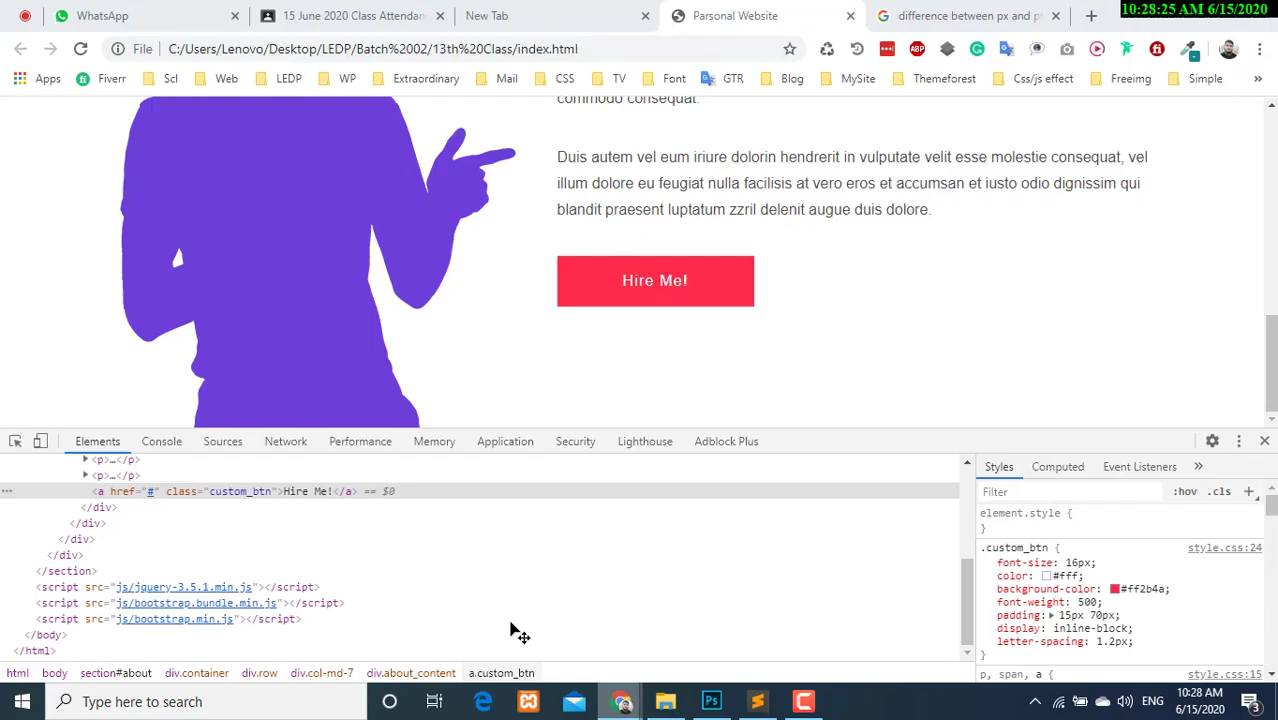 10:28:25 AM 6/15/2020
WhatsApp
15 June 2020 Class Attendan
New Tab
Parsonal Website
difference between px and pt
File
C:/Users/Lenovo/Desktop/LEDP/Batch%2002/13th%20Class/index.html
Apps Fiverr Scl Web LEDP WP Extraordinary Mail CSS TV Font GTR Blog MySite Themeforest Css/js effect Freeimg Simple »
commodo consequat.
Duis autem vel eum iriure dolorin hendrerit in vulputate velit esse molestie consequat, vel
illum dolore eu feugiat nulla facilisis at vero eros et accumsan et iusto odio dignissim qui
blandit praesent luptatum zzril delenit augue duis dolore.
Hire Me!
Elements Console Sources Network Performance Memory Application Security Lighthouse Adblock Plus
<p>…</p>
<p>…</p>
<a href="#" class="custom_btn">Hire Me!</a> == $0
</div>
</div>
</div>
</div>
</section>
<script src="js/jquery-3.5.1.min.js"></script>
<script src="js/bootstrap.bundle.min.js"></script>
<script src="js/bootstrap.min.js"></script>
</body>
</html>
html body section#about div.container div.row div.col-md-7 div.about_content a.custom_btn
Styles Computed Event Listeners »
Filter :hov .cls +
element.style {
}
.custom_btn { style.css:24
font-size: 16px;
color: #fff;
background-color: #ff2b4a;
font-weight: 500;
padding: 15px 70px;
display: inline-block;
letter-spacing: 1.2px;
}
p, span, a { style.css:15
Type here to search
ENG
10:28 AM
6/15/2020
3